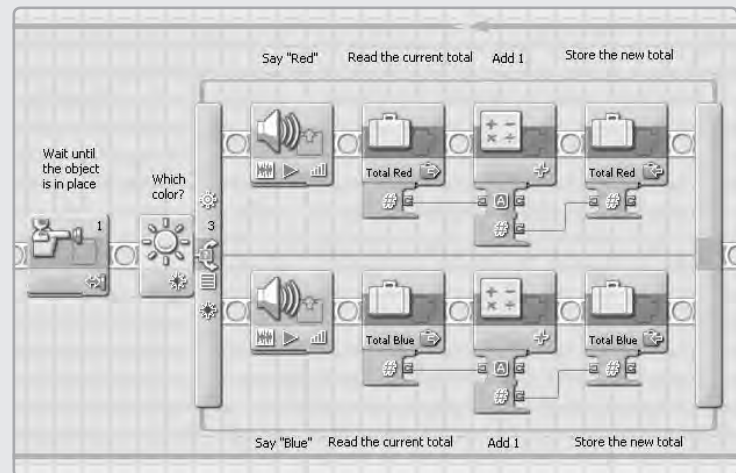 Say "Red" Read the current total Add 1 Store the new total
Wait until
the object
is in place
Which
color?
1
3
Total Red
Total Red
#
A
#
#
Total Blue
Total Blue
#
A
#
#
Say "Blue" Read the current total Add 1 Store the new total